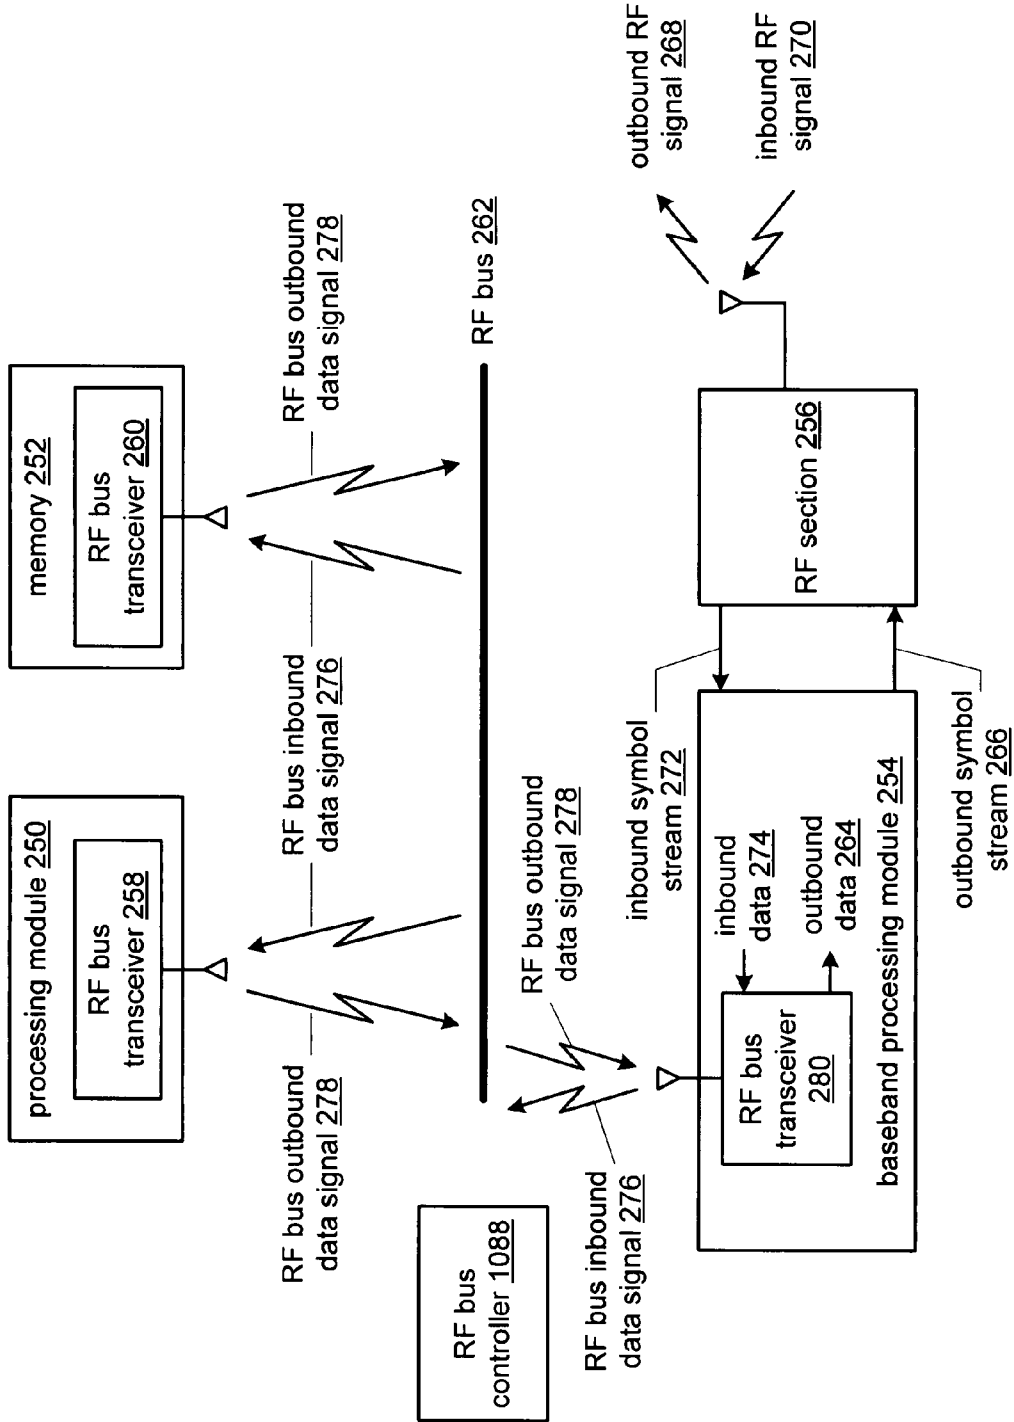 processing module 250
RF bus
transceiver 258
memory 252
RF bus
transceiver 260
RF bus outbound
data signal 278
RF bus inbound
data signal 276
RF bus outbound
data signal 278
RF bus 262
RF bus
controller 1088
RF bus inbound
data signal 276
RF bus outbound
data signal 278
inbound symbol
stream 272
outbound RF
signal 268
inbound RF
signal 270
RF bus
transceiver
280
inbound
data 274
outbound
data 264
baseband processing module 254
RF section 256
outbound symbol
stream 266